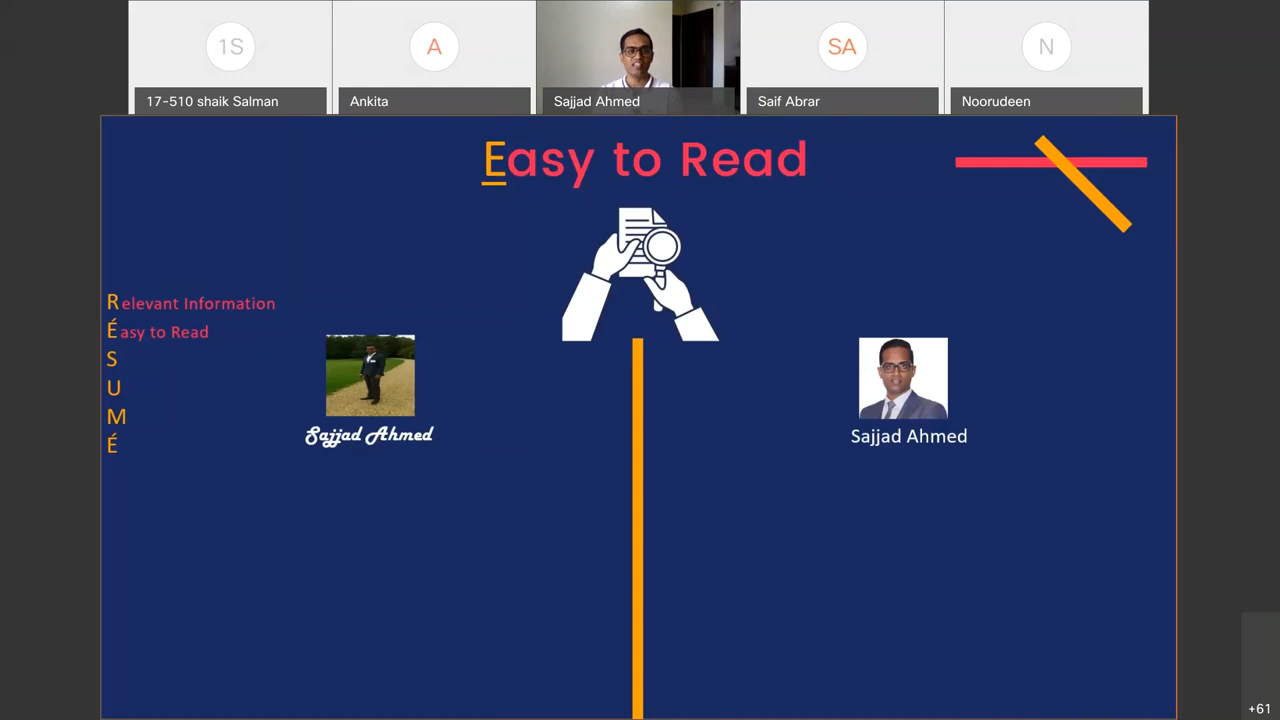 1S
A
SA
N
17-510 shaik Salman
Ankita
Sajjad Ahmed
Saif Abrar
Noorudeen
Easy to Read
Relevant Information
Éasy to Read
S
U
M
É
Sajjad Ahmed
Sajjad Ahmed
+61